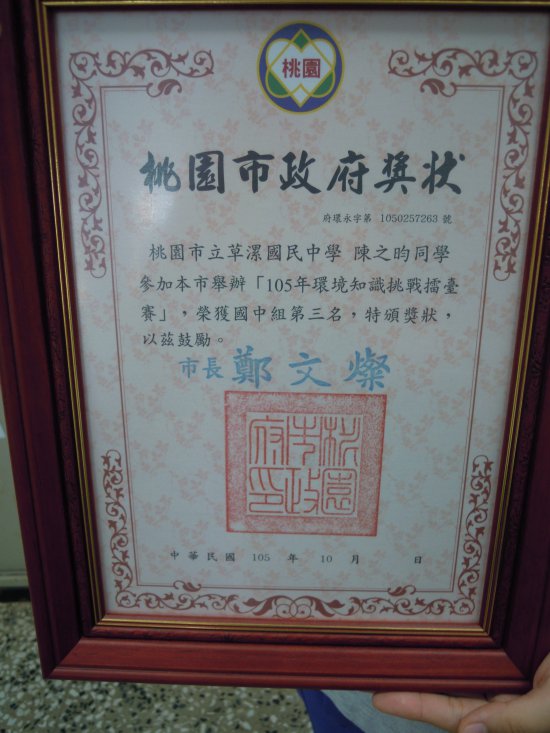 桃園
桃園市政府獎狀
府環永字第 1050257263 號
桃園市立草漯國民中學 陳之昀同學
參加本市舉辦「105年環境知識挑戰擂臺
賽」，榮獲國中組第三名，特頒獎狀，
以茲鼓勵。
市長 鄭文燦
桃園市政府印
中華民國 105 年 10 月 日